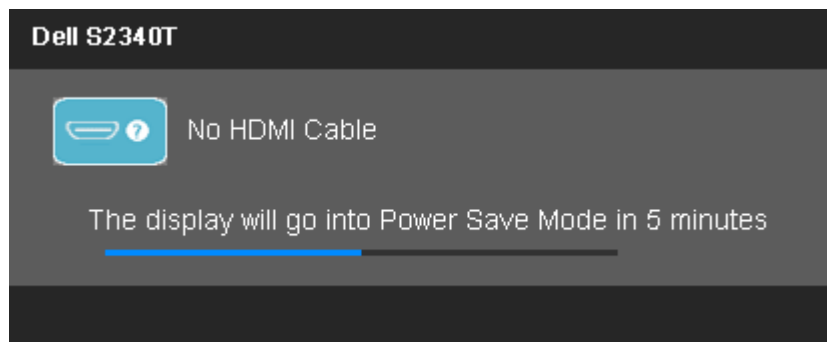 Dell S2340T
?
No HDMI Cable
The display will go into Power Save Mode in 5 minutes